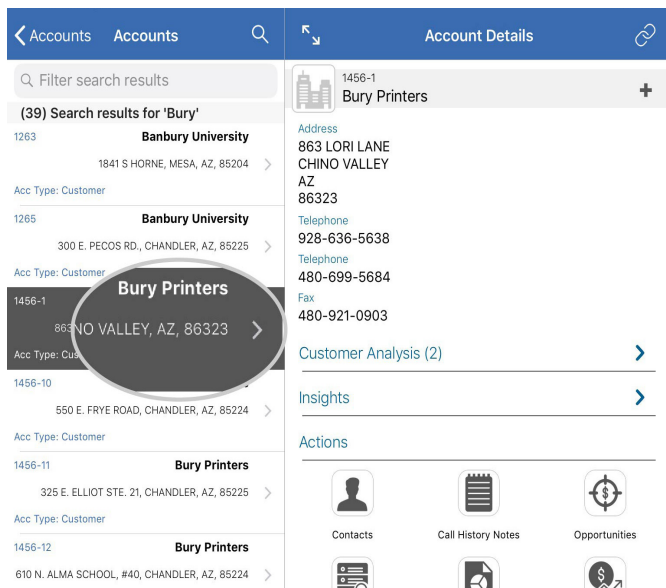 Accounts
Accounts
Filter search results
(39) Search results for 'Bury'
1263
Banbury University
1841 S HORNE, MESA, AZ, 85204
Acc Type: Customer
1265
Banbury University
300 E. PECOS RD., CHANDLER, AZ, 85225
Acc Type: Customer
1456-1
Bury Printers
863
NO VALLEY, AZ, 86323
Acc Type: Cus
1456-10
550 E. FRYE ROAD, CHANDLER, AZ, 85224
Acc Type: Customer
1456-11
Bury Printers
325 E. ELLIOT STE. 21, CHANDLER, AZ, 85225
Acc Type: Customer
1456-12
Bury Printers
610 N. ALMA SCHOOL, #40, CHANDLER, AZ, 85224
Account Details
1456-1
Bury Printers
Address
863 LORI LANE
CHINO VALLEY
AZ
86323
Telephone
928-636-5638
Telephone
480-699-5684
Fax
480-921-0903
Customer Analysis (2)
Insights
Actions
Contacts
Call History Notes
Opportunities